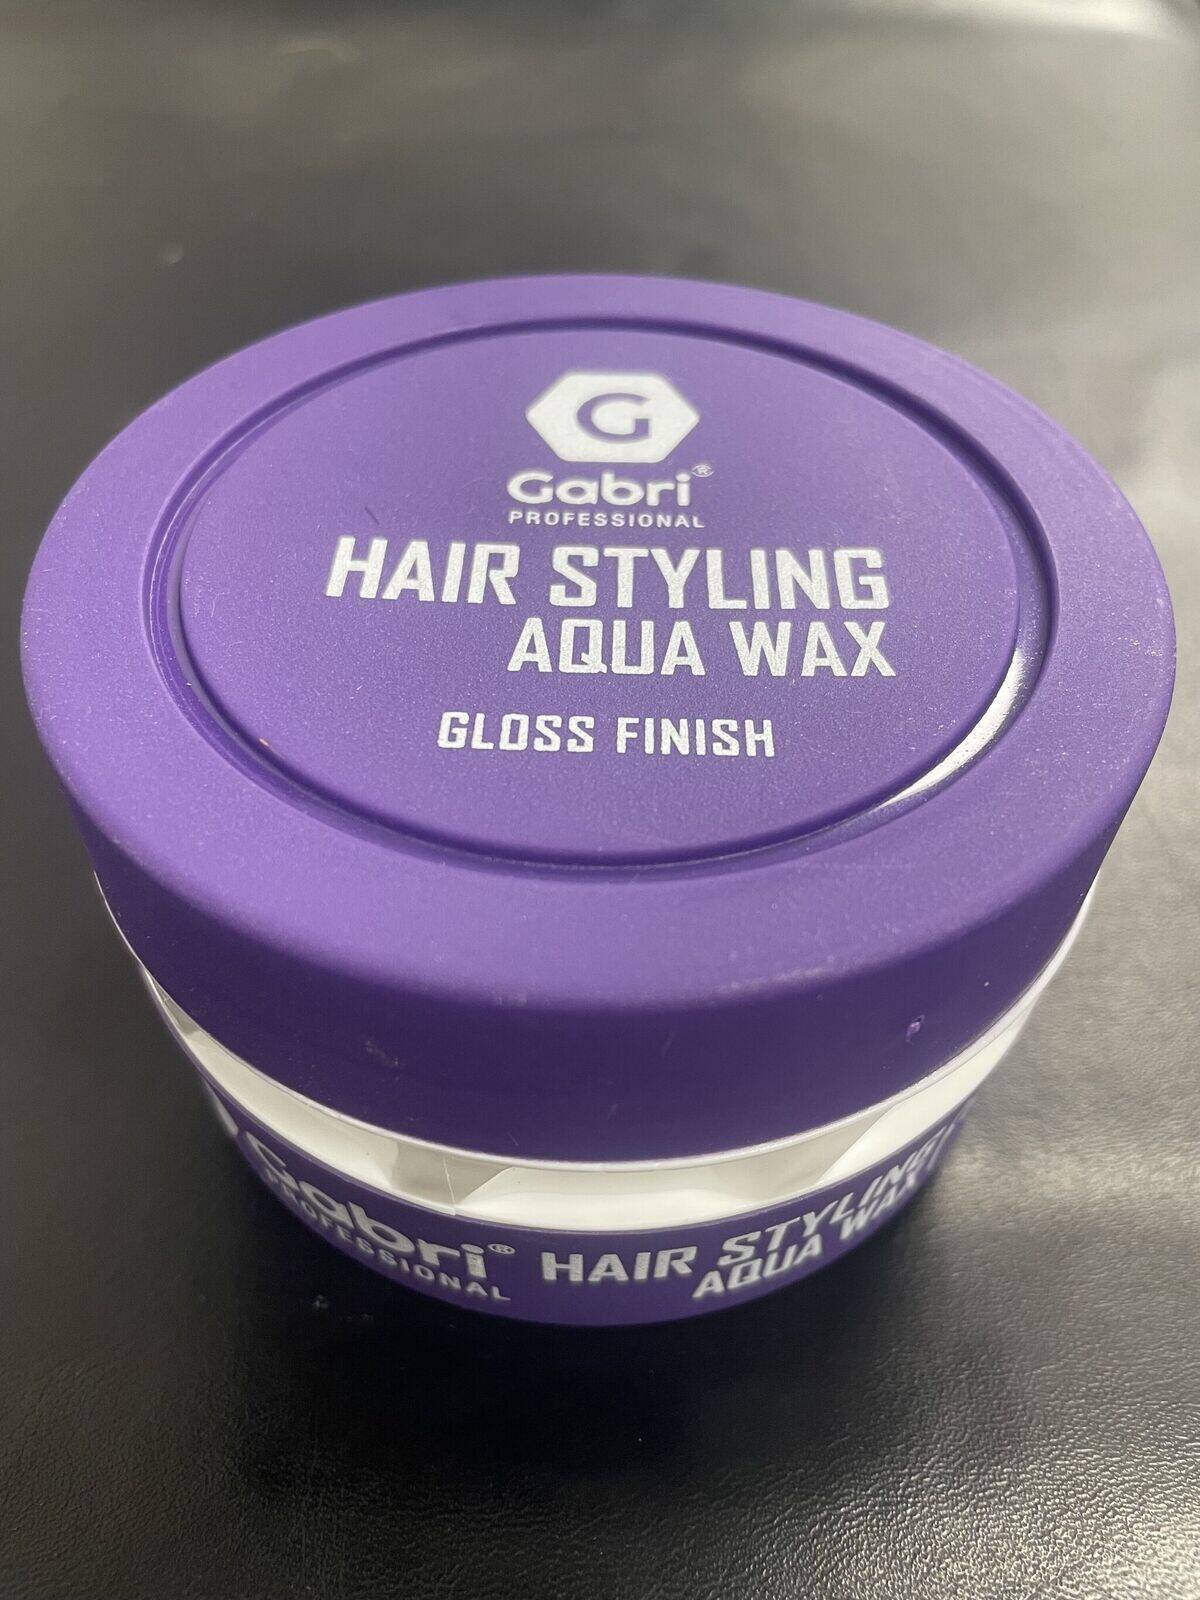 G
Gabri®
PROFESSIONAL
HAIR STYLING
AQUA WAX
GLOSS FINISH
Gabri®
PROFESSIONAL
HAIR STYLING
AQUA WAX